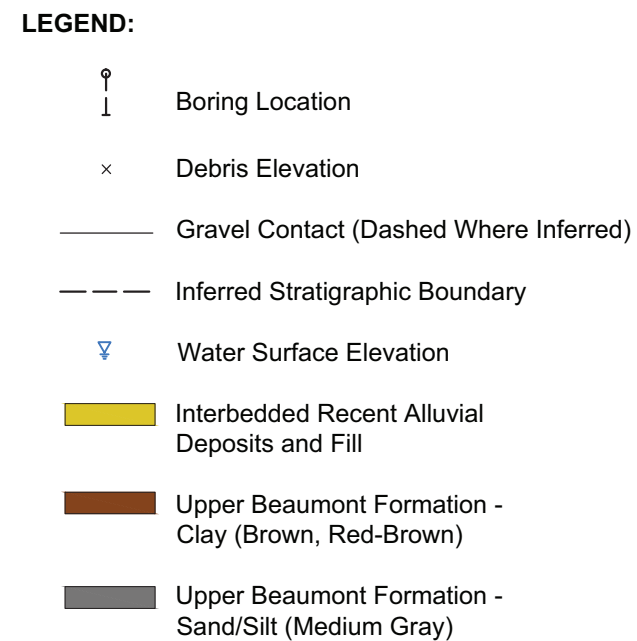 LEGEND:
Boring Location
Debris Elevation
Gravel Contact (Dashed Where Inferred)
Inferred Stratigraphic Boundary
Water Surface Elevation
Interbedded Recent Alluvial
Deposits and Fill
Upper Beaumont Formation -
Clay (Brown, Red-Brown)
Upper Beaumont Formation -
Sand/Silt (Medium Gray)